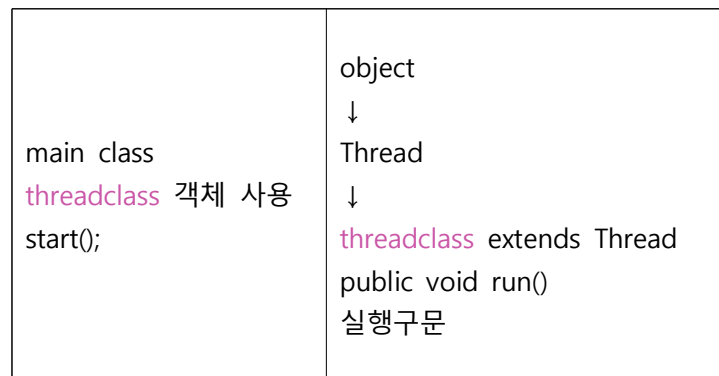 main class
threadclass 객체 사용
start();
object
↓
Thread
↓
threadclass extends Thread
public void run()
실행구문